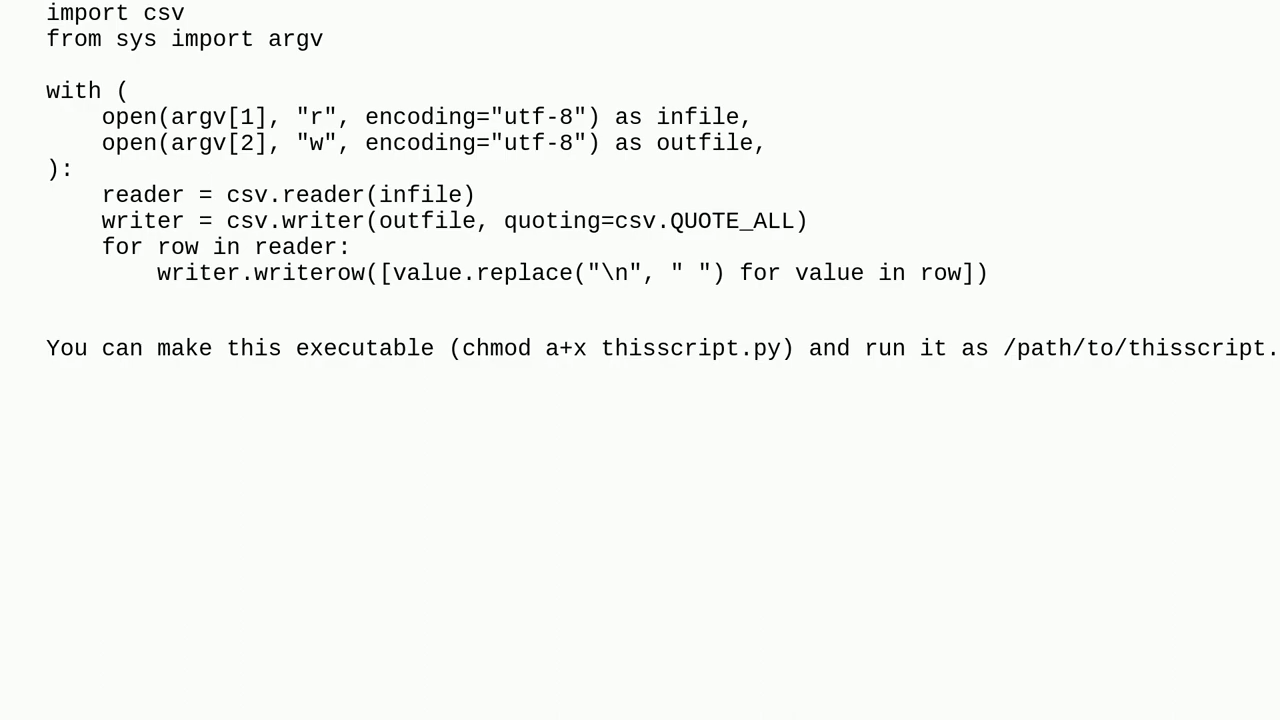 import csv
from sys import argv
with (
    open(argv[1], "r", encoding="utf-8") as infile,
    open(argv[2], "w", encoding="utf-8") as outfile,
):
    reader = csv.reader(infile)
    writer = csv.writer(outfile, quoting=csv.QUOTE_ALL)
    for row in reader:
        writer.writerow([value.replace("\n", " ") for value in row])
You can make this executable (chmod a+x thisscript.py) and run it as /path/to/thisscript.